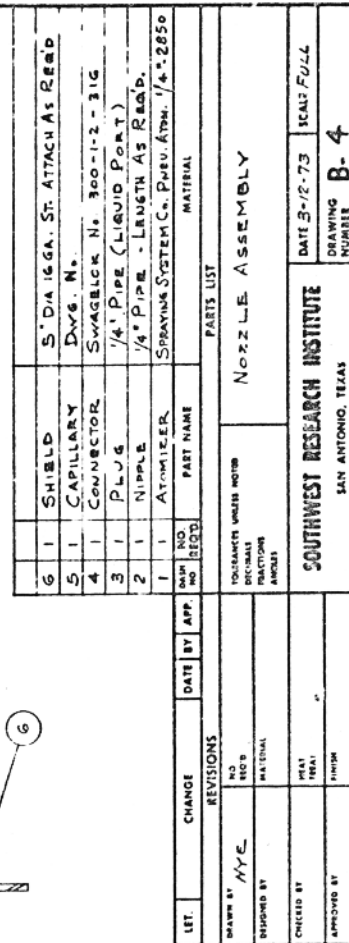 6
6 1 SHIELD 5" DIA 16 GA. ST. ATTACH AS REQ'D
5 1 CAPILLARY DWG. No.
4 1 CONNECTOR SWAGELOK No. 300-1-2-316
3 1 PLUG 1/4" PIPE (LIQUID PORT)
2 1 NIPPLE 1/4" PIPE - LENGTH AS REQ'D.
1 1 ATOMIZER SPRAYING SYSTEM CO. PNEU. ATOM. 1/4"-2850
DASH NO NO. REQ'D. PART NAME MATERIAL
PARTS LIST
LET. CHANGE DATE BY APP.
REVISIONS
DRAWN BY NYE
NO REQ'D
DESIGNED BY
MATERIAL
CHECKED BY
HEAT TREAT
APPROVED BY
FINISH
TOLERANCES UNLESS NOTED
DECIMALS
FRACTIONS
ANGLES
NOZZLE ASSEMBLY
SOUTHWEST RESEARCH INSTITUTE
SAN ANTONIO, TEXAS
DATE 3-12-73
SCALE FULL
DRAWING NUMBER B-4